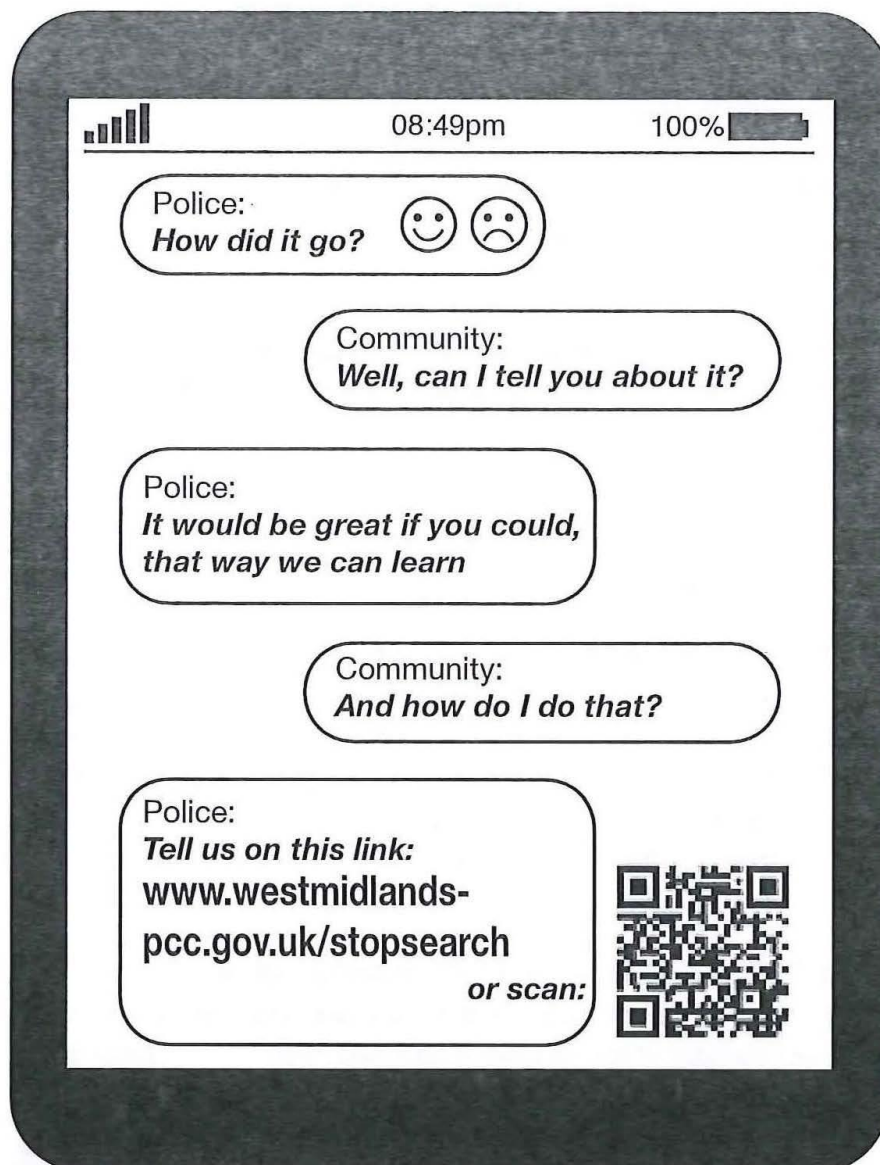 08:49pm 100%
Police:
How did it go?
Community:
Well, can I tell you about it?
Police:
It would be great if you could,
that way we can learn
Community:
And how do I do that?
Police:
Tell us on this link:
www.westmidlands-
pcc.gov.uk/stopsearch
or scan: